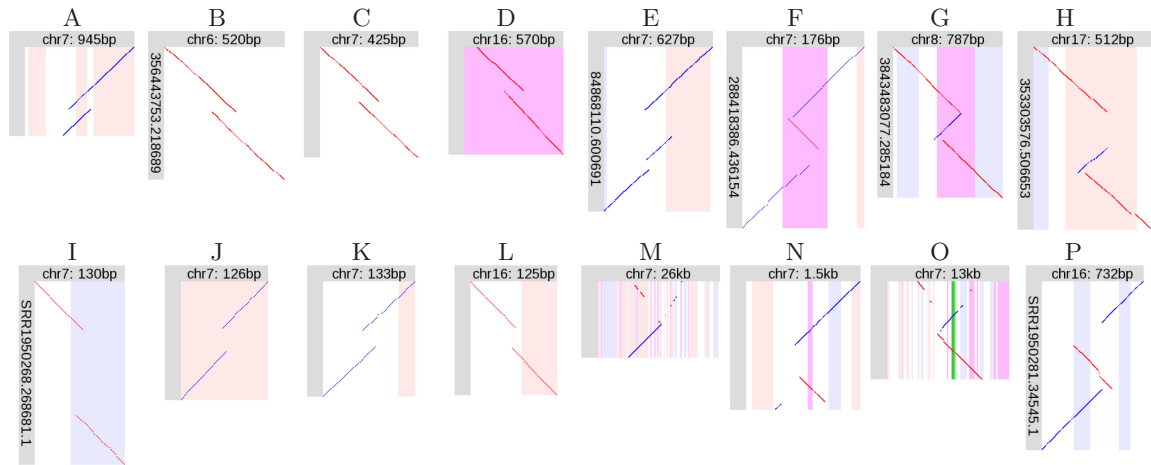 A B C D E F G H
chr7: 945bp chr6: 520bp chr7: 425bp chr16: 570bp chr7: 627bp chr7: 176bp chr8: 787bp chr17: 512bp
356443753.218689 84868110.600691 288418386.436154 3843483077.285184 353303576.506653
I J K L M N O P
chr7: 130bp chr7: 126bp chr7: 133bp chr16: 125bp chr7: 26kb chr7: 1.5kb chr7: 13kb chr16: 732bp
SRR1950268.268681.1 SRR1950281.34545.1